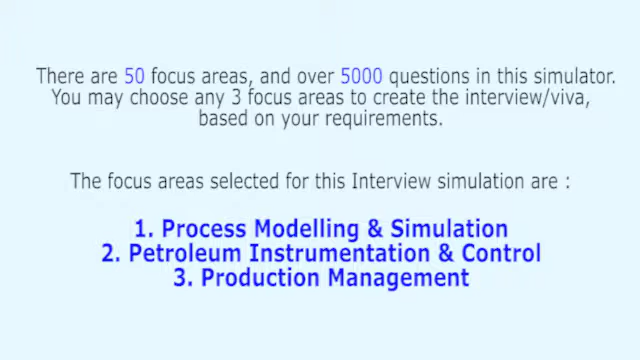 There are 50 focus areas, and over 5000 questions in this simulator.
You may choose any 3 focus areas to create the interview/viva,
based on your requirements.
The focus areas selected for this Interview simulation are :
1. Process Modelling & Simulation
2. Petroleum Instrumentation & Control
3. Production Management